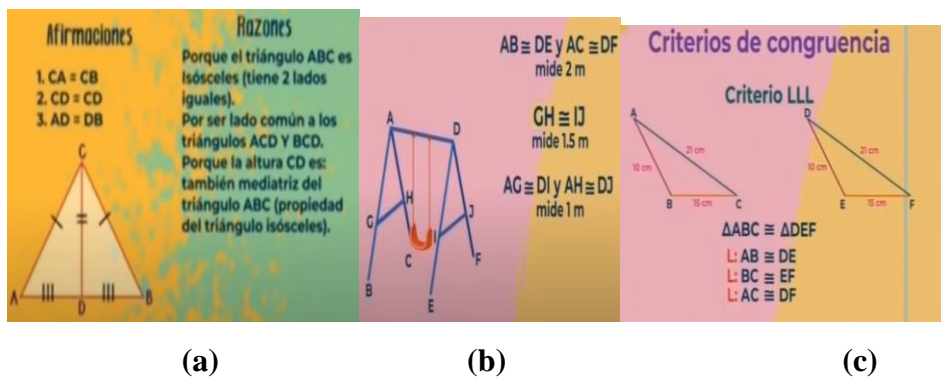 Afirmaciones
1. CA = CB
2. CD = CD
3. AD = DB
C
A
D
B
Razones
Porque el triángulo ABC es
Isósceles (tiene 2 lados
iguales).
Por ser lado común a los
triángulos ACD Y BCD.
Porque la altura CD es:
también mediatriz del
triángulo ABC (propiedad
del triángulo isósceles).
(a)
AB ≅ DE y AC ≅ DF
mide 2 m
GH ≅ IJ
mide 1.5 m
AG ≅ DI y AH ≅ DJ
mide 1 m
A
D
H
G
J
I
C
F
B
E
(b)
Criterios de congruencia
Criterio LLL
A
21 cm
10 cm
B
15 cm
C
D
21 cm
10 cm
E
15 cm
F
ΔABC ≅ ΔDEF
L: AB ≅ DE
L: BC ≅ EF
L: AC ≅ DF
(c)